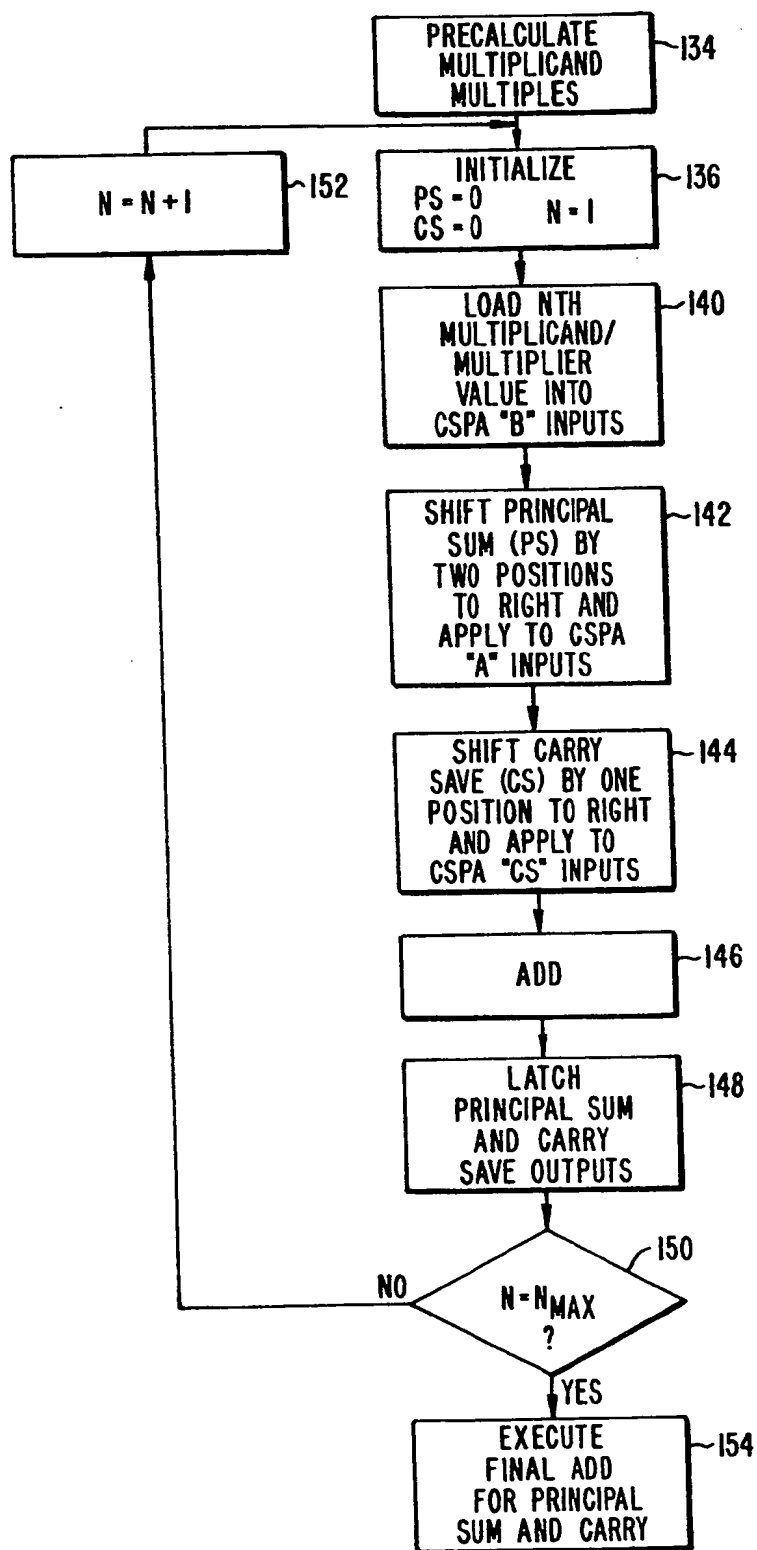 PRECALCULATE
MULTIPLICAND
MULTIPLES
134
N = N + 1
152
INITIALIZE
PS = 0
CS = 0
N = 1
136
LOAD NTH
MULTIPLICAND/
MULTIPLIER
VALUE INTO
CSPA "B" INPUTS
140
SHIFT PRINCIPAL
SUM (PS) BY
TWO POSITIONS
TO RIGHT AND
APPLY TO CSPA
"A" INPUTS
142
SHIFT CARRY
SAVE (CS) BY ONE
POSITION TO RIGHT
AND APPLY TO
CSPA "CS" INPUTS
144
ADD
146
LATCH
PRINCIPAL SUM
AND CARRY
SAVE OUTPUTS
148
N = NMAX
?
150
NO
YES
EXECUTE
FINAL ADD
FOR PRINCIPAL
SUM AND CARRY
154